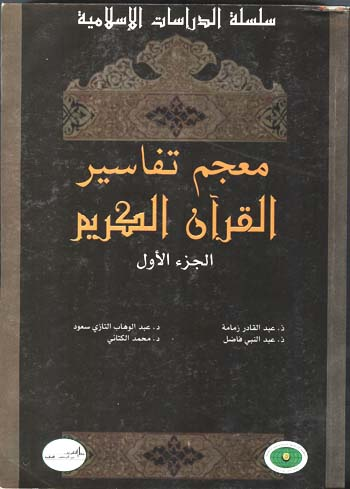 سلسلة الدراسات الإسلامية
معجم تفاسير
القرآن الكريم
الجزء الأول
ذ. عبد القادر زمامة
د. عبد الوهاب التازي سعود
ذ. عبد النبي فاضل
د. محمد الكتاني